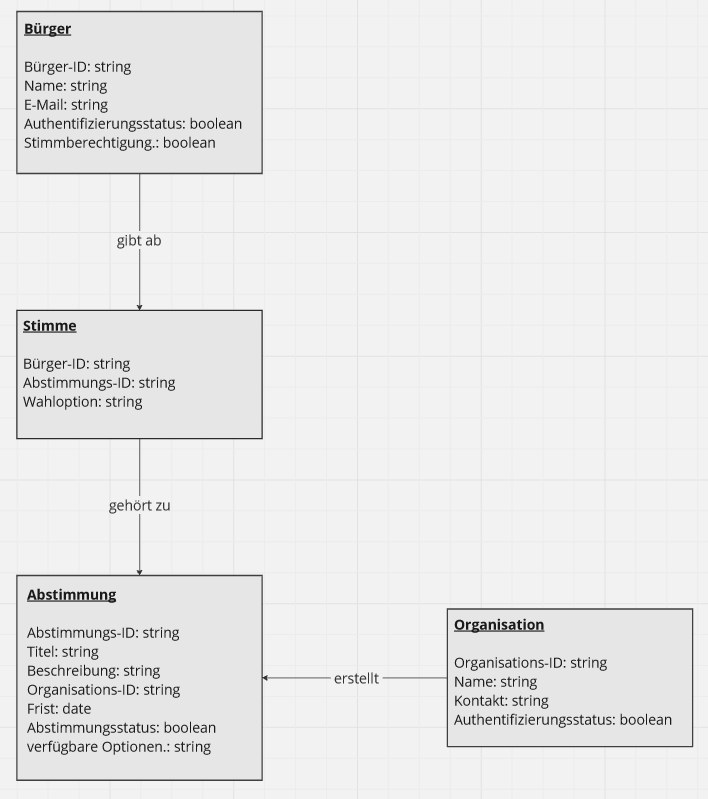 Bürger
Bürger-ID: string
Name: string
E-Mail: string
Authentifizierungsstatus: boolean
Stimmberechtigung.: boolean
gibt ab
Stimme
Bürger-ID: string
Abstimmungs-ID: string
Wahloption: string
gehört zu
Abstimmung
Abstimmungs-ID: string
Titel: string
Beschreibung: string
Organisations-ID: string
Frist: date
Abstimmungsstatus: boolean
verfügbare Optionen.: string
erstellt
Organisation
Organisations-ID: string
Name: string
Kontakt: string
Authentifizierungsstatus: boolean